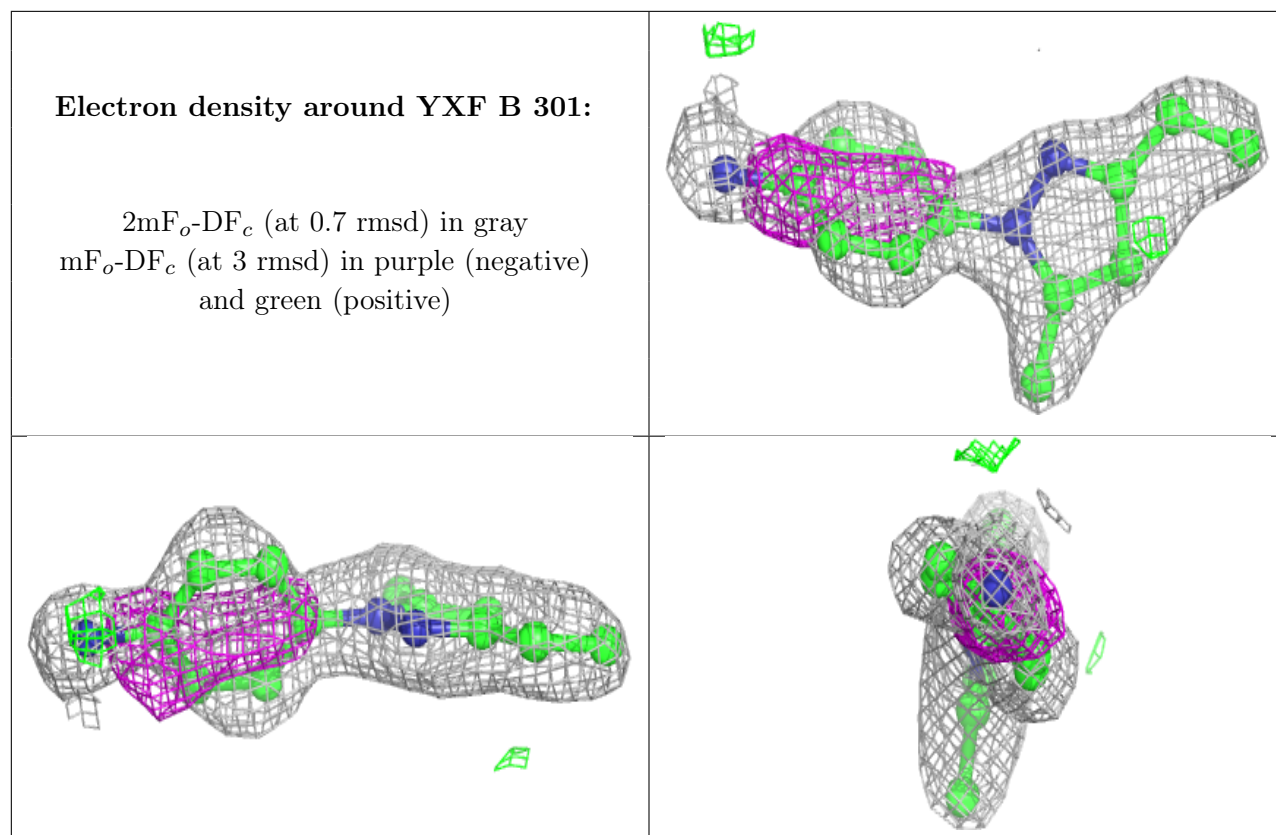 Electron density around YXF B 301:
2mFo-DFc (at 0.7 rmsd) in gray
mFo-DFc (at 3 rmsd) in purple (negative)
and green (positive)